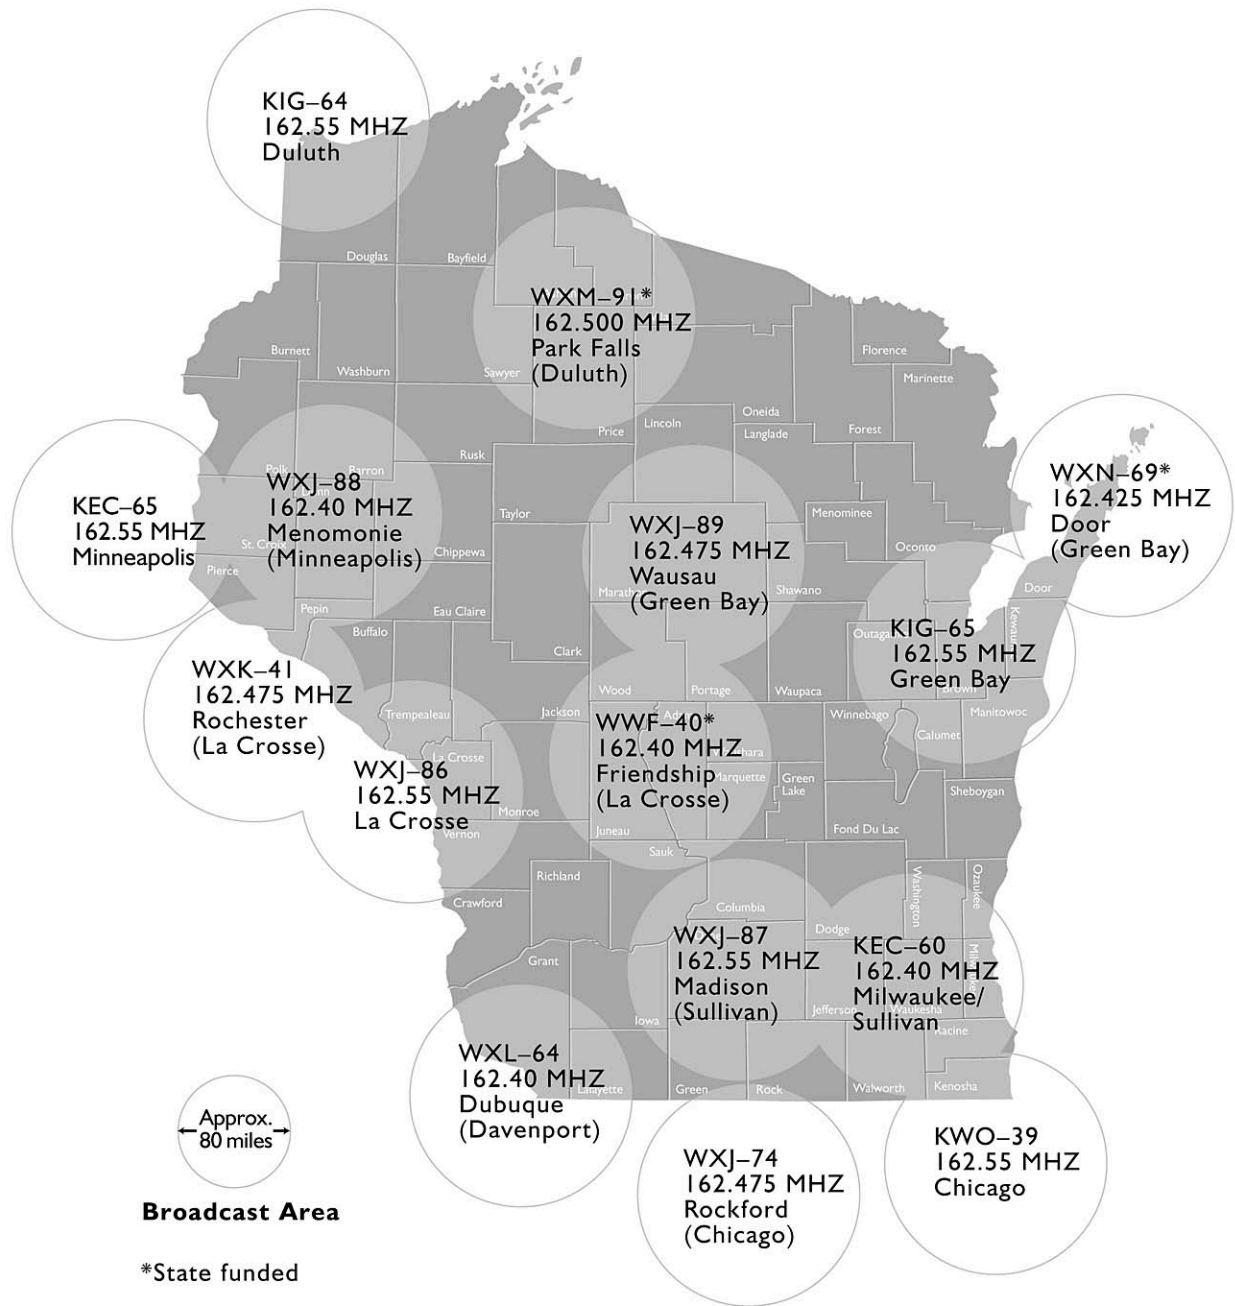 KIG–64
162.55 MHZ
Duluth
Douglas
Bayfield
WXM–91*
162.500 MHZ
Park Falls
(Duluth)
Burnett
Washburn
Sawyer
Florence
Marinette
Price
Lincoln
Oneida
Langlade
Forest
Polk
Barron
Rusk
KEC–65
162.55 MHZ
Minneapolis
WXJ–88
162.40 MHZ
Menomonie
(Minneapolis)
Dunn
St. Croix
Pierce
Pepin
Chippewa
Eau Claire
Taylor
WXJ–89
162.475 MHZ
Wausau
(Green Bay)
Marathon
Menominee
Oconto
Shawano
WXN–69*
162.425 MHZ
Door
(Green Bay)
Door
KIG–65
162.55 MHZ
Green Bay
Brown
Buffalo
Clark
WXK–41
162.475 MHZ
Rochester
(La Crosse)
Trempealeau
Jackson
Wood
Portage
Waupaca
Winnebago
Manitowoc
Calumet
WWF–40*
162.40 MHZ
Friendship
(La Crosse)
Marquette
Green
Lake
Sheboygan
La Crosse
WXJ–86
162.55 MHZ
La Crosse
Monroe
Vernon
Juneau
Fond Du Lac
Sauk
Richland
Crawford
Columbia
Dodge
Washington
Ozaukee
WXJ–87
162.55 MHZ
Madison
(Sullivan)
KEC–60
162.40 MHZ
Milwaukee/
Sullivan
Grant
Iowa
Jefferson
Waukesha
Racine
WXL–64
162.40 MHZ
Dubuque
(Davenport)
Lafayette
Green
Rock
Walworth
Kenosha
WXJ–74
162.475 MHZ
Rockford
(Chicago)
KWO–39
162.55 MHZ
Chicago
Approx.
80 miles
Broadcast Area
*State funded